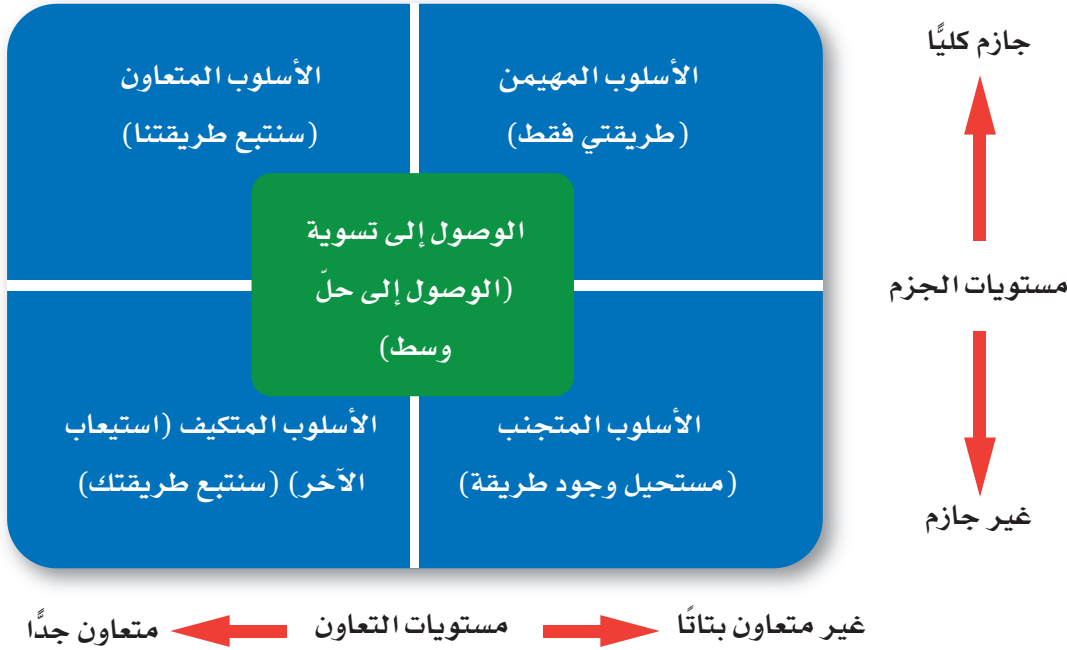 جازم كليًّا
الأسلوب المهيمن
(طريقتي فقط)
الأسلوب المتعاون
(سنتبع طريقتنا)
الوصول إلى تسوية
(الوصول إلى حلّ
وسط)
مستويات الجزم
الأسلوب المتجنب
(مستحيل وجود طريقة)
الأسلوب المتكيف (استيعاب
الآخر) (سنتبع طريقتك)
غير جازم
غير متعاون بتاتًا
مستويات التعاون
متعاون جدًّا